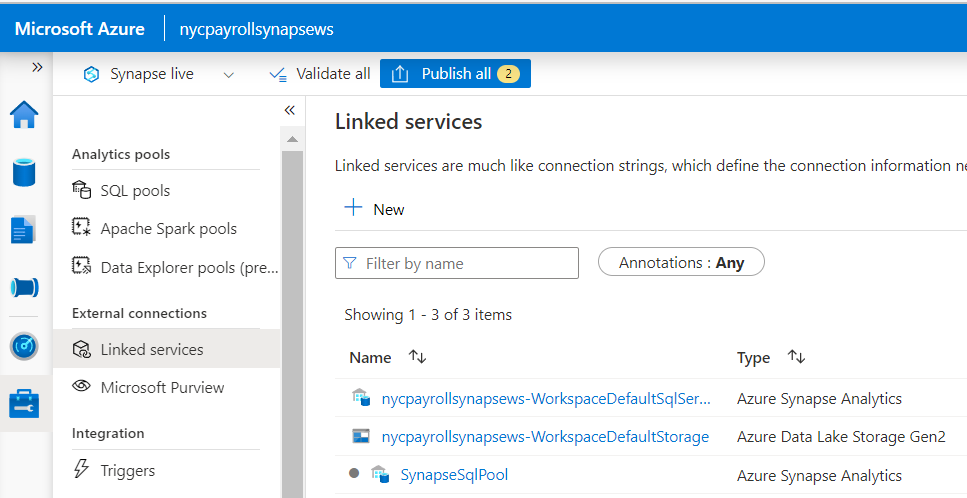 Microsoft Azure nycpayrollsynapsews
Synapse live Validate all Publish all 2
Analytics pools
SQL pools
Apache Spark pools
Data Explorer pools (pre...
External connections
Linked services
Microsoft Purview
Integration
Triggers
Linked services
Linked services are much like connection strings, which define the connection information
New
Filter by name Annotations : Any
Showing 1 - 3 of 3 items
Name Type
nycpayrollsynapsews-WorkspaceDefaultSqlSer... Azure Synapse Analytics
nycpayrollsynapsews-WorkspaceDefaultStorage Azure Data Lake Storage Gen2
SynapseSqlPool Azure Synapse Analytics